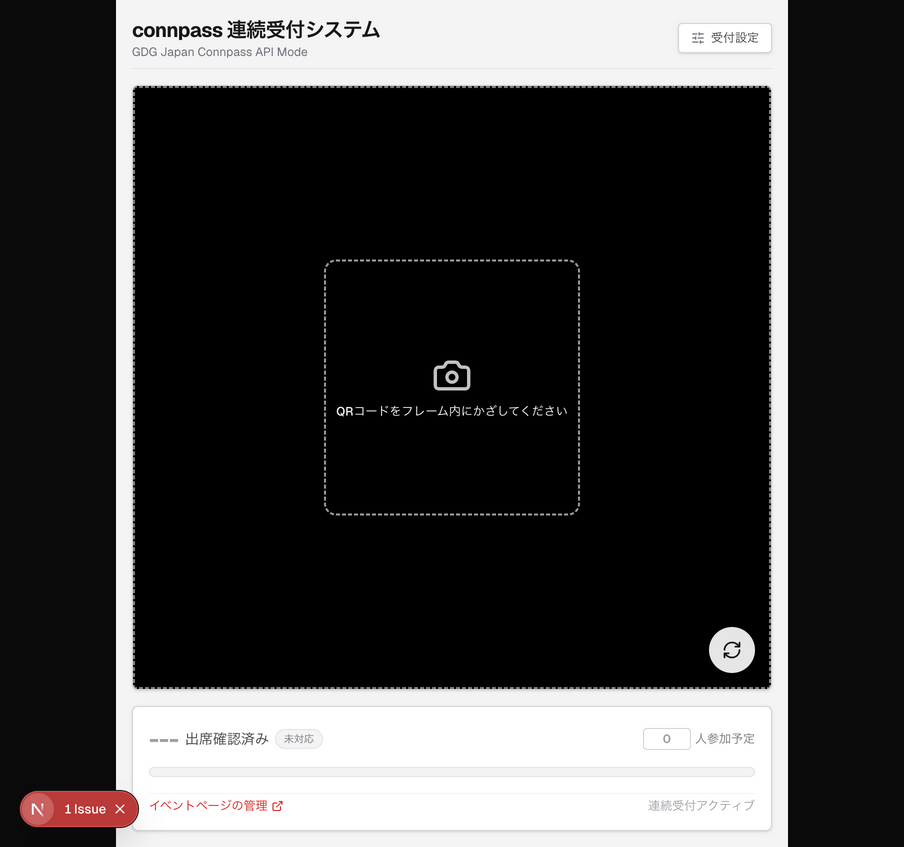 connpass 連続受付システム
GDG Japan Connpass API Mode
受付設定
QRコードをフレーム内にかざしてください
--- 出席確認済み 未対応
0 人参加予定
イベントページの管理
連続受付アクティブ
N 1 Issue